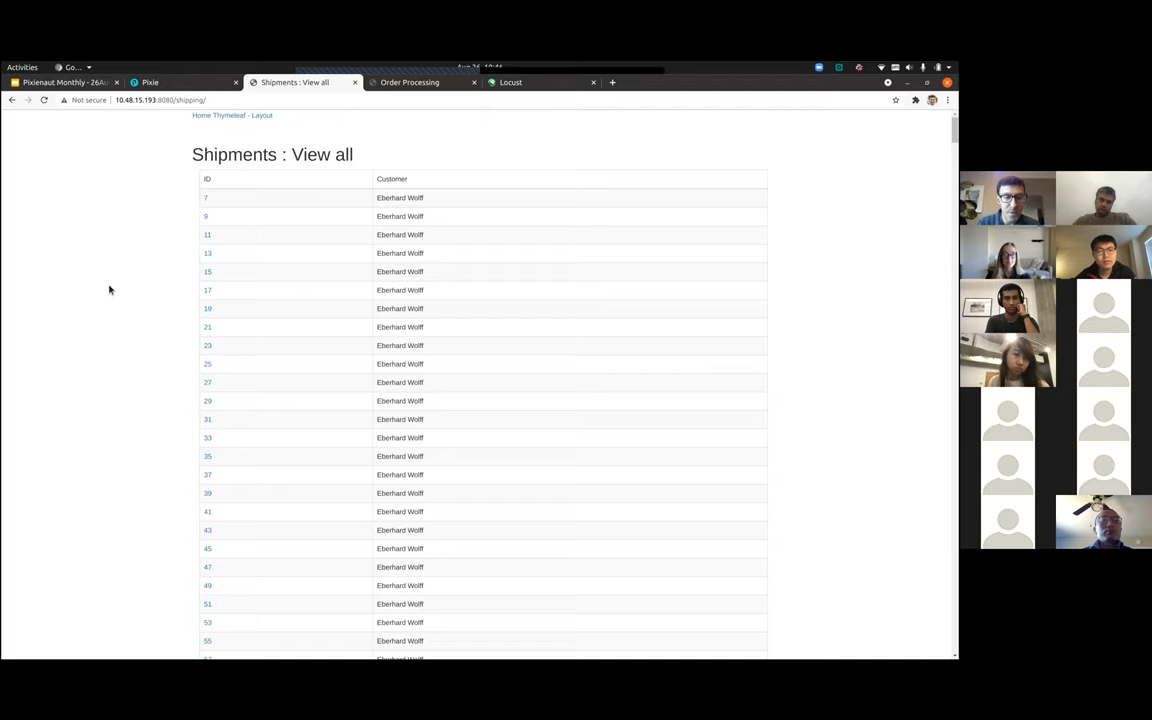 Activities
Go...
Pixienaut Monthly - 26Au
Pixie
Shipments : View all
Order Processing
Locust
Not secure
10.48.15.193:8080/shipping/
Home Thymeleaf - Layout
Shipments : View all
ID Customer
7 Eberhard Wolff
9 Eberhard Wolff
11 Eberhard Wolff
13 Eberhard Wolff
15 Eberhard Wolff
17 Eberhard Wolff
19 Eberhard Wolff
21 Eberhard Wolff
23 Eberhard Wolff
25 Eberhard Wolff
27 Eberhard Wolff
29 Eberhard Wolff
31 Eberhard Wolff
33 Eberhard Wolff
35 Eberhard Wolff
37 Eberhard Wolff
39 Eberhard Wolff
41 Eberhard Wolff
43 Eberhard Wolff
45 Eberhard Wolff
47 Eberhard Wolff
49 Eberhard Wolff
51 Eberhard Wolff
53 Eberhard Wolff
55 Eberhard Wolff